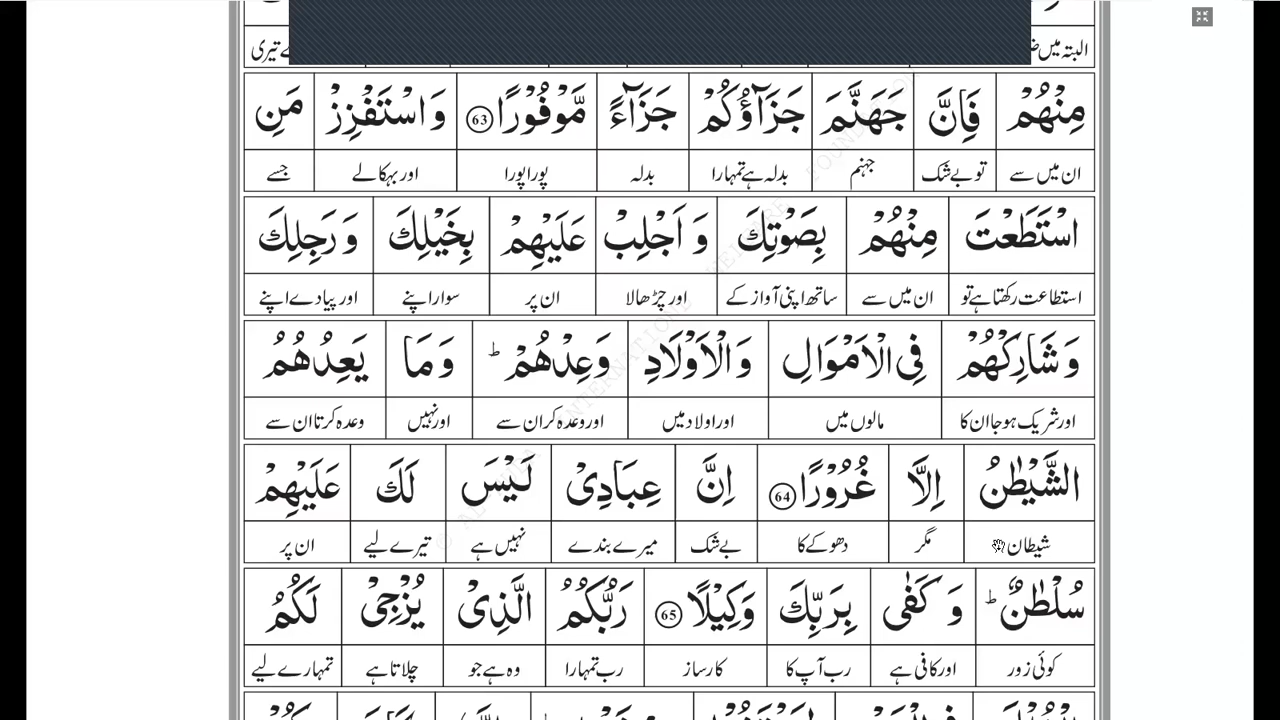 البتہ میں
مِنْهُمْ فَاِنَّ جَهَنَّمَ جَزَآؤُكُمْ جَزَآءً مَّوْفُوْرًا 63 وَ اسْتَفْزِزْ مَنِ
ان میں سے تو بے شک جہنم بدلہ ہے تمہارا بدلہ پورا پورا اور بہکا لے جسے
اسْتَطَعْتَ مِنْهُمْ بِصَوْتِكَ وَ اَجْلِبْ عَلَيْهِمْ بِخَيْلِكَ وَ رَجِلِكَ
استطاعت رکھتا ہے تو ان میں سے ساتھ اپنی آواز کے اور چڑھا لا ان پر سوار اپنے اور پیادے اپنے
وَ شَارِكْهُمْ فِي الْاَمْوَالِ وَ الْاَوْلَادِ وَعِدْهُمْ ؕ وَ مَا يَعِدُهُمُ
اور شریک ہو جا ان کا مالوں میں اور اولاد میں اور وعدہ کر ان سے اور نہیں وعدہ کرتا ان سے
الشَّيْطٰنُ اِلَّا غُرُوْرًا 64 اِنَّ عِبَادِيْ لَيْسَ لَكَ عَلَيْهِمْ
شیطان مگر دھوکے کا بے شک میرے بندے نہیں ہے تیرے لیے ان پر
سُلْطٰنٌ ؕ وَ كَفٰى بِرَبِّكَ وَكِيْلًا 65 رَبُّكُمُ الَّذِيْ يُزْجِيْ لَكُمُ
کوئی زور اور کافی ہے رب آپ کا کارساز رب تمہارا وہ ہے جو چلاتا ہے تمہارے لیے